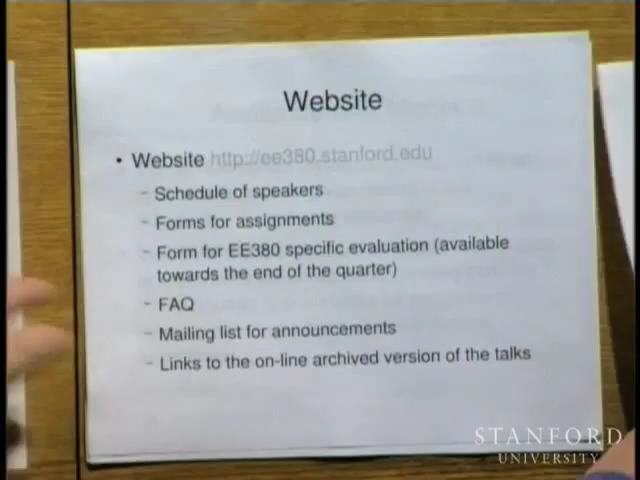 Website
• Website http://ee380.stanford.edu
– Schedule of speakers
– Forms for assignments
– Form for EE380 specific evaluation (available
towards the end of the quarter)
– FAQ
– Mailing list for announcements
– Links to the on-line archived version of the talks
STANFORD
UNIVERSITY